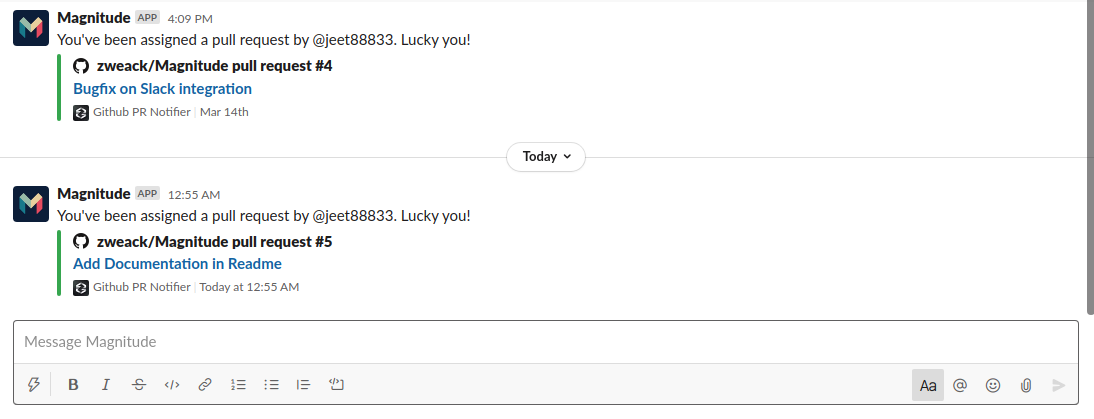 Magnitude APP 4:09 PM
You've been assigned a pull request by @jeet88833. Lucky you!
zweack/Magnitude pull request #4
Bugfix on Slack integration
Github PR Notifier | Mar 14th
Today
Magnitude APP 12:55 AM
You've been assigned a pull request by @jeet88833. Lucky you!
zweack/Magnitude pull request #5
Add Documentation in Readme
Github PR Notifier | Today at 12:55 AM
Message Magnitude
B I S </> Aa @